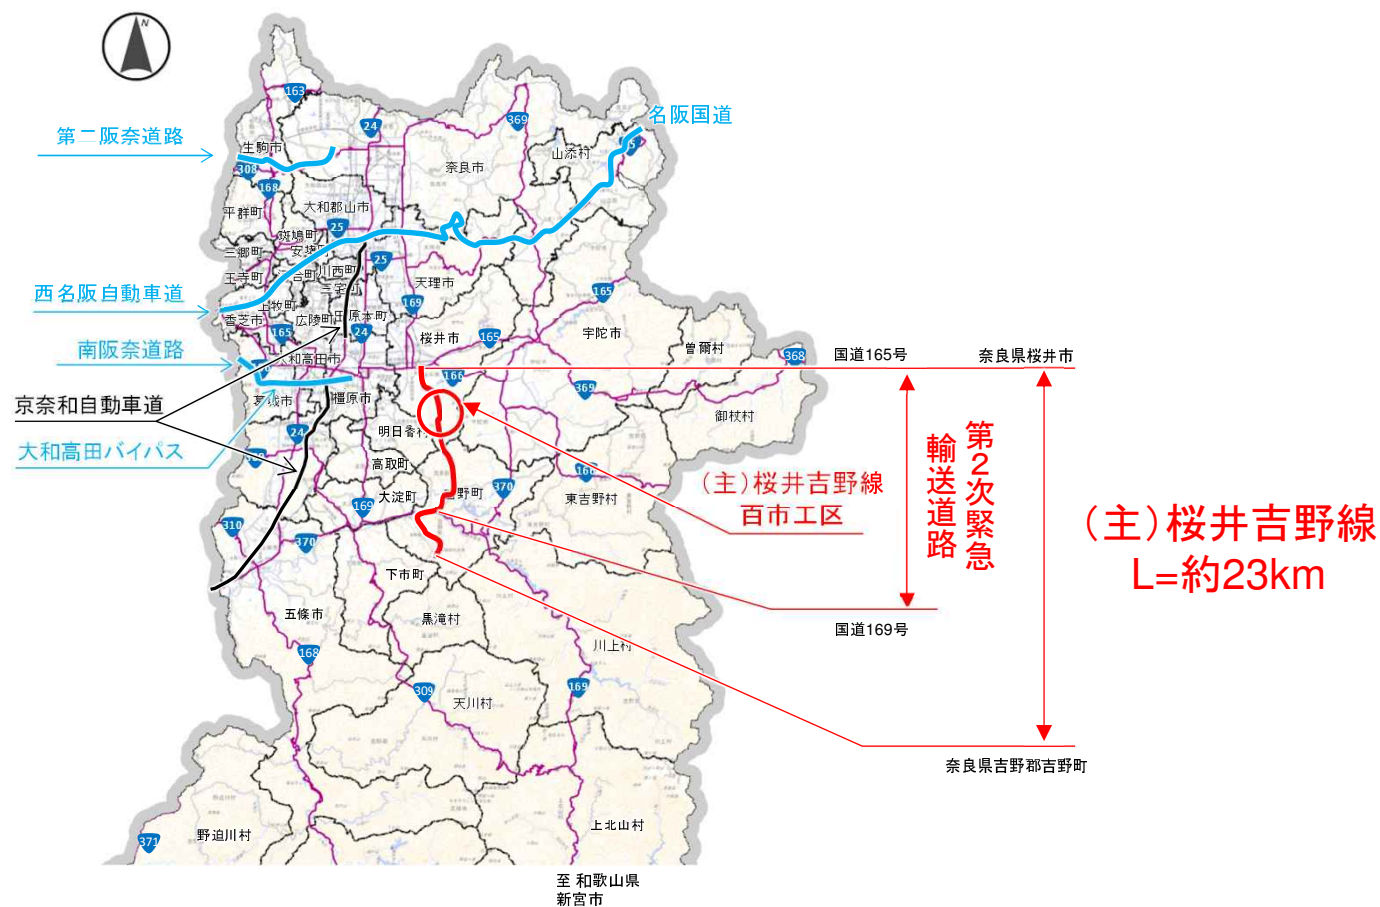 N
163
24
369
名阪国道
第二阪奈道路
生駒市
山添村
奈良市
308
168
平群町
大和郡山市
25
斑鳩町
三郷町
25
川西町
王寺町
天理市
三宅町
西名阪自動車道
165
169
上牧町
香芝市
広陵町
田原本町
165
24
桜井市
165
宇陀市
曽爾村
南阪奈道路
大和高田市
368
国道165号
奈良県桜井市
166
369
京奈和自動車道
葛城市
橿原市
御杖村
24
明日香村
大和高田バイパス
高取町
第2次緊急
輸送道路
166
(主)桜井吉野線
百市工区
大淀町
吉野町
370
169
東吉野村
310
370
(主)桜井吉野線
L=約23km
下市町
五條市
黒滝村
国道169号
川上村
168
309
169
天川村
奈良県吉野郡吉野町
野迫川村
371
上北山村
至 和歌山県
新宮市